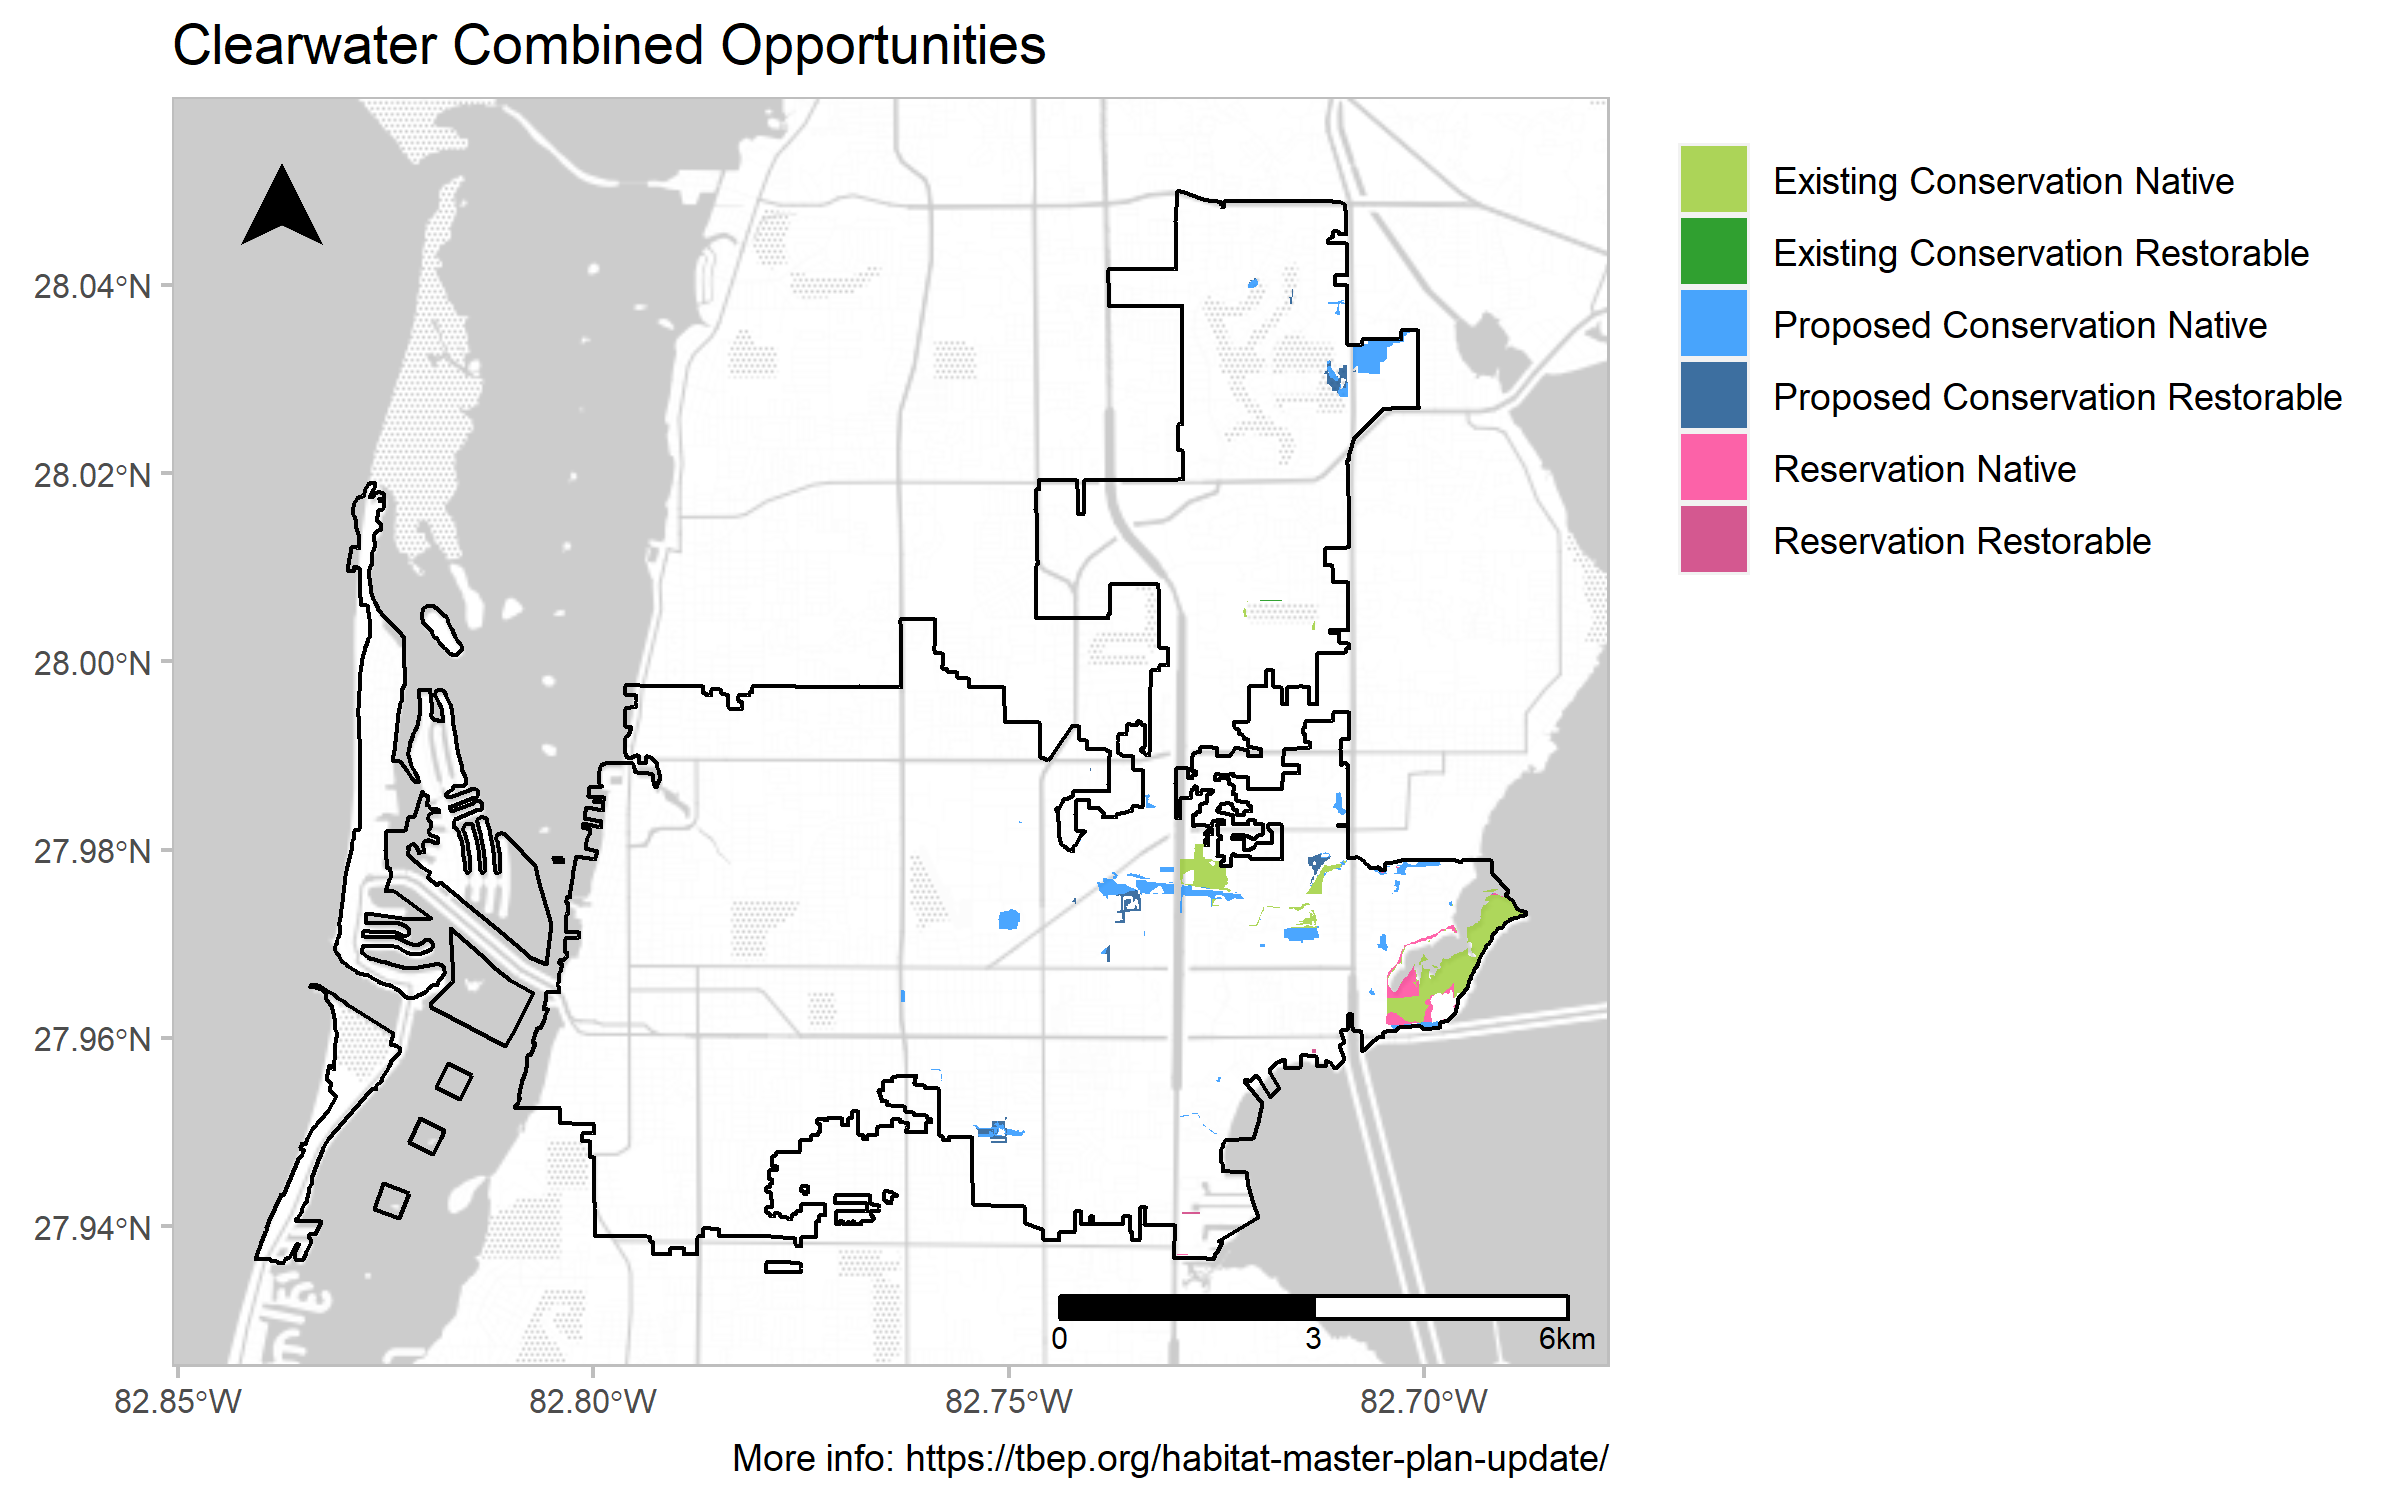 Clearwater Combined Opportunities
Existing Conservation Native
Existing Conservation Restorable
Proposed Conservation Native
Proposed Conservation Restorable
Reservation Native
Reservation Restorable
28.04°N
28.02°N
28.00°N
27.98°N
27.96°N
27.94°N
0 3 6km
82.85°W 82.80°W 82.75°W 82.70°W
More info: https://tbep.org/habitat-master-plan-update/